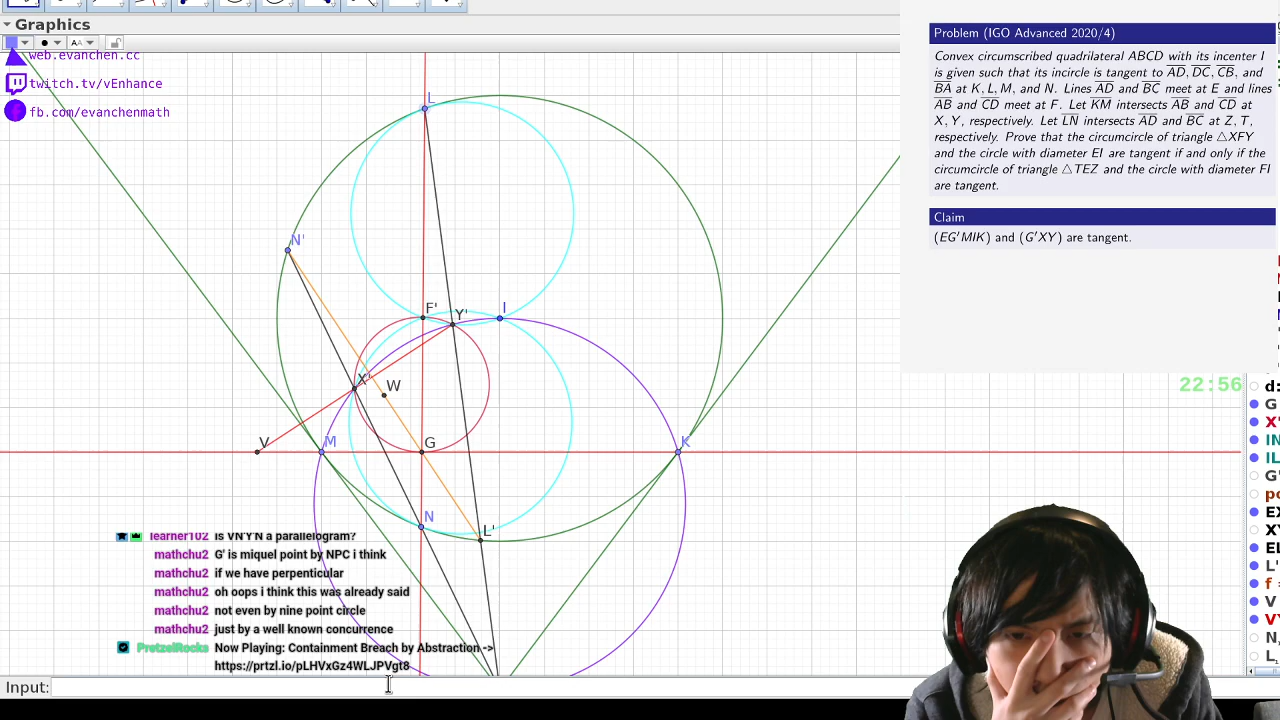 Graphics
web.evanchen.cc
twitch.tv/vEnhance
fb.com/evanchenmath
Problem (IGO Advanced 2020/4)
Convex circumscribed quadrilateral ABCD with its incenter I
is given such that its incircle is tangent to AD, DC, CB, and
BA at K, L, M, and N. Lines AD and BC meet at E and lines
AB and CD meet at F. Let KM intersects AB and CD at
X, Y, respectively. Let LN intersects AD and BC at Z, T,
respectively. Prove that the circumcircle of triangle △XFY
and the circle with diameter EI are tangent if and only if the
circumcircle of triangle △TEZ and the circle with diameter FI
are tangent.
Claim
(EG′MIK) and (G′XY) are tangent.
22:56
L
N'
F'
Y'
I
X'
W
V
M
G
K
N
L'
learner102 is VN'Y'N a parallelogram?
mathchu2 G' is miquel point by NPC i think
mathchu2 if we have perpenticular
mathchu2 oh oops i think this was already said
mathchu2 not even by nine point circle
mathchu2 just by a well known concurrence
PretzelRocks Now Playing: Containment Breach by Abstraction ->
https://prtzl.io/pLHVxGz4WLJPVgt8
Input:
d:
G
X'
IN
IL
G'
po
EX
X'
EL
L'
f =
V
VY
N,
L,